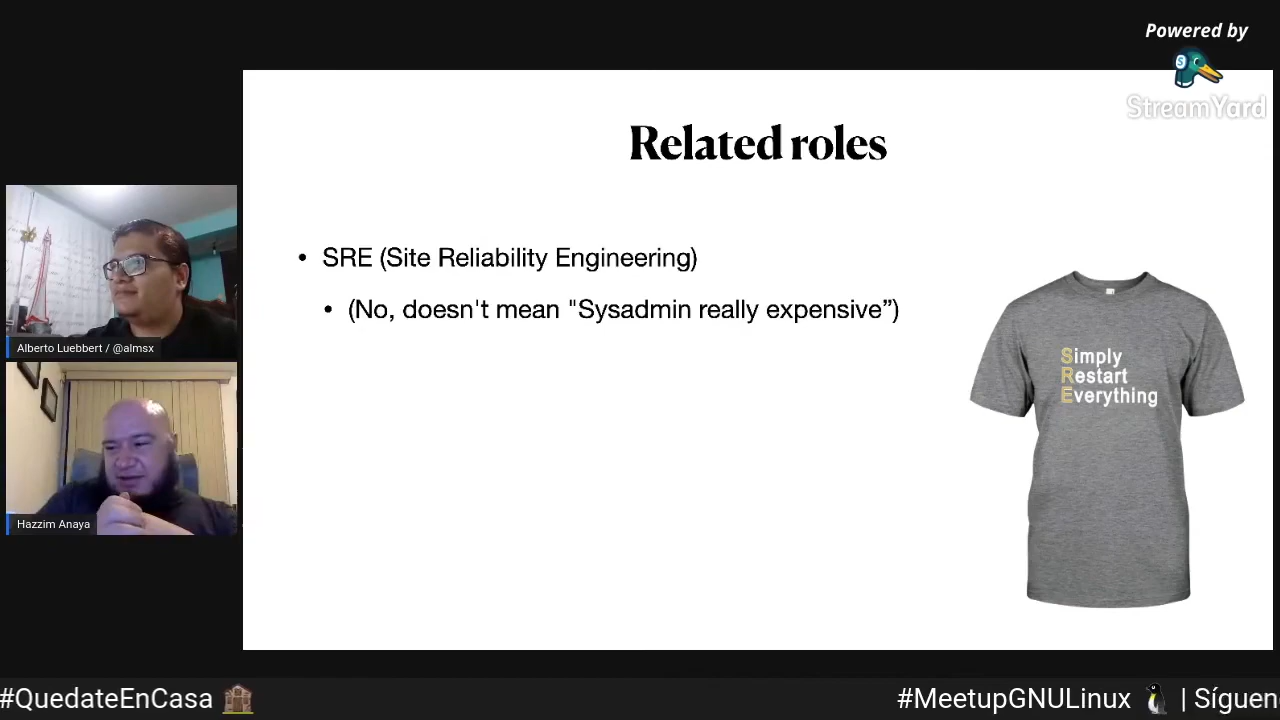 Powered by
StreamYard
Related roles
• SRE (Site Reliability Engineering)
• (No, doesn't mean "Sysadmin really expensive”)
Simply
Restart
Everything
Alberto Luebbert / @almsx
Hazzim Anaya
#QuedateEnCasa
#MeetupGNULinux | Síguen